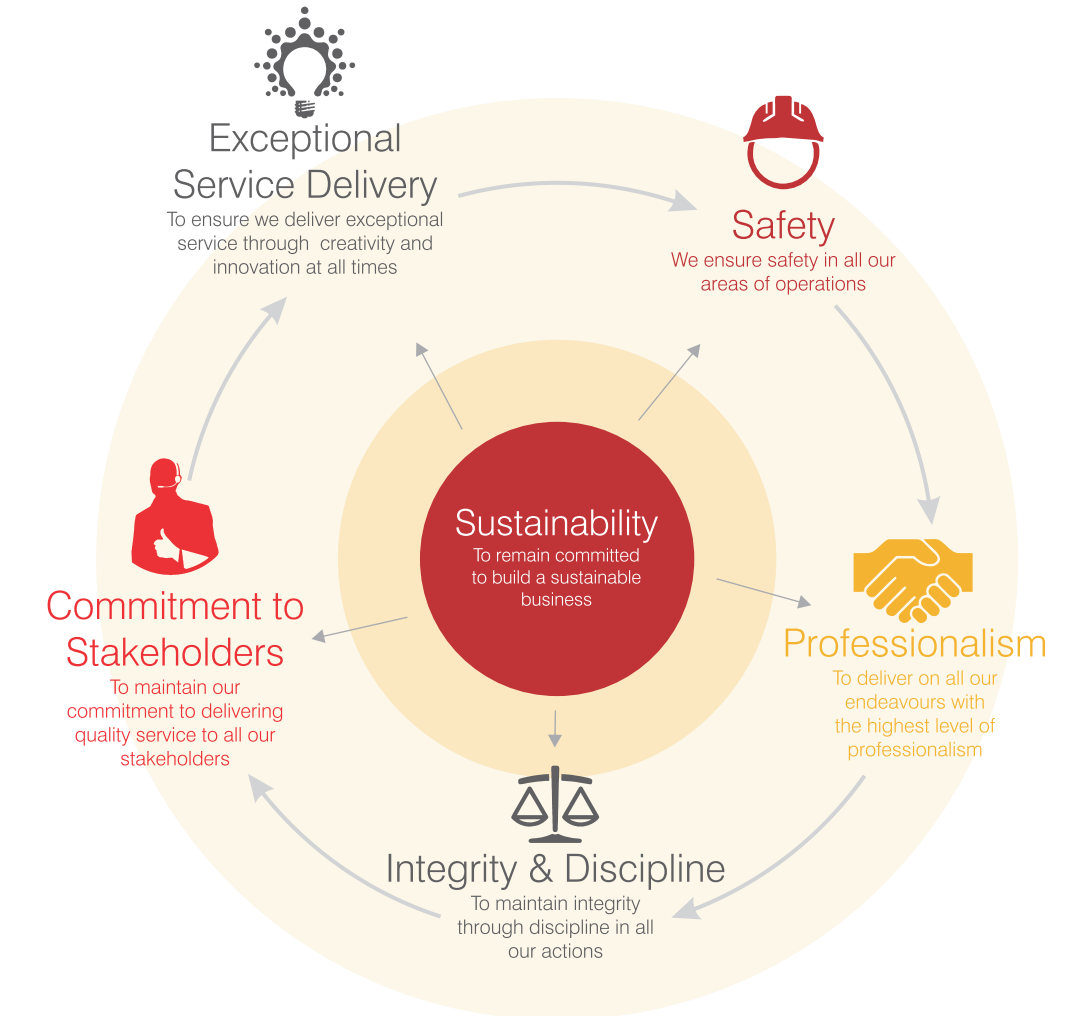 Exceptional
Service Delivery
To ensure we deliver exceptional
service through creativity and
innovation at all times
Safety
We ensure safety in all our
areas of operations
Sustainability
To remain committed
to build a sustainable
business
Professionalism
To deliver on all our
endeavours with
the highest level of
professionalism
Integrity & Discipline
To maintain integrity
through discipline in all
our actions
Commitment to
Stakeholders
To maintain our
commitment to delivering
quality service to all our
stakeholders